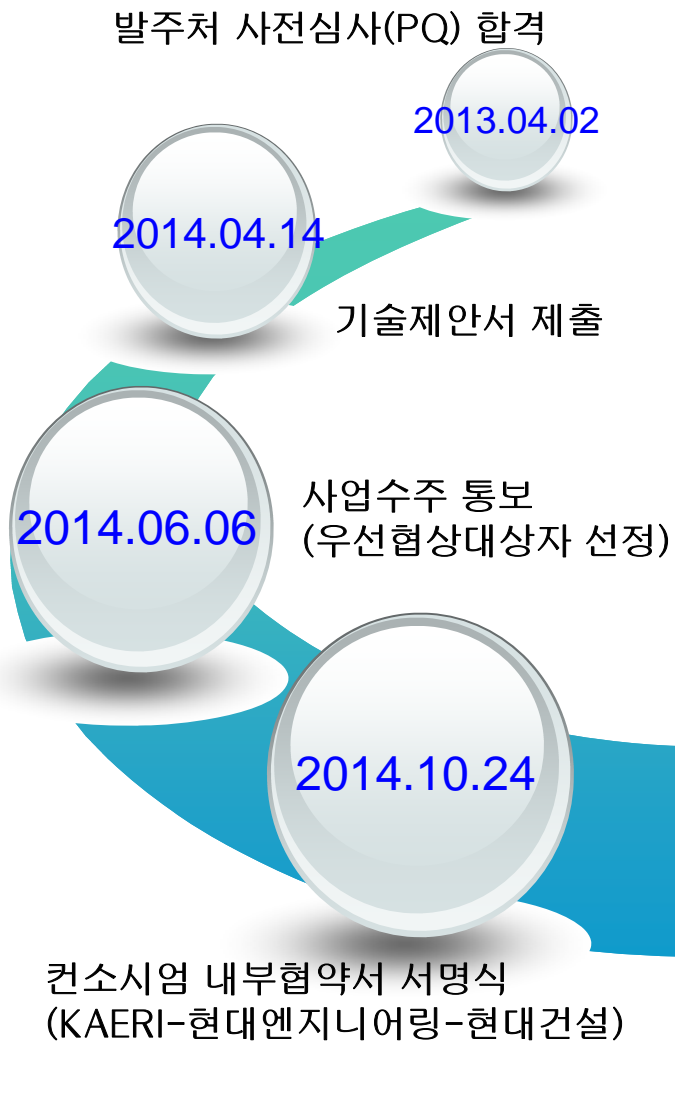 발주처 사전심사(PQ) 합격
2013.04.02
2014.04.14
기술제안서 제출
2014.06.06
사업수주 통보
(우선협상대상자 선정)
2014.10.24
컨소시엄 내부협약서 서명식
(KAERI-현대엔지니어링-현대건설)